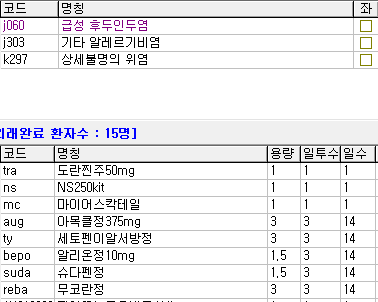 코드 명칭 좌
j060 급성 후두인두염
j303 기타 알레르기비염
k297 상세불명의 위염
외래완료 환자수 : 15명]
코드 명칭 용량 일투수 일수
tra 도란찐주50mg 1 1 1
ns NS250kit 1 1 1
mc 마이어스칵테일 1 1 1
aug 아목클정375mg 3 3 14
ty 세토펜이알서방정 3 3 14
bepo 알리온정10mg 1.5 3 14
suda 슈다펜정 1.5 3 14
reba 무코란정 3 3 14